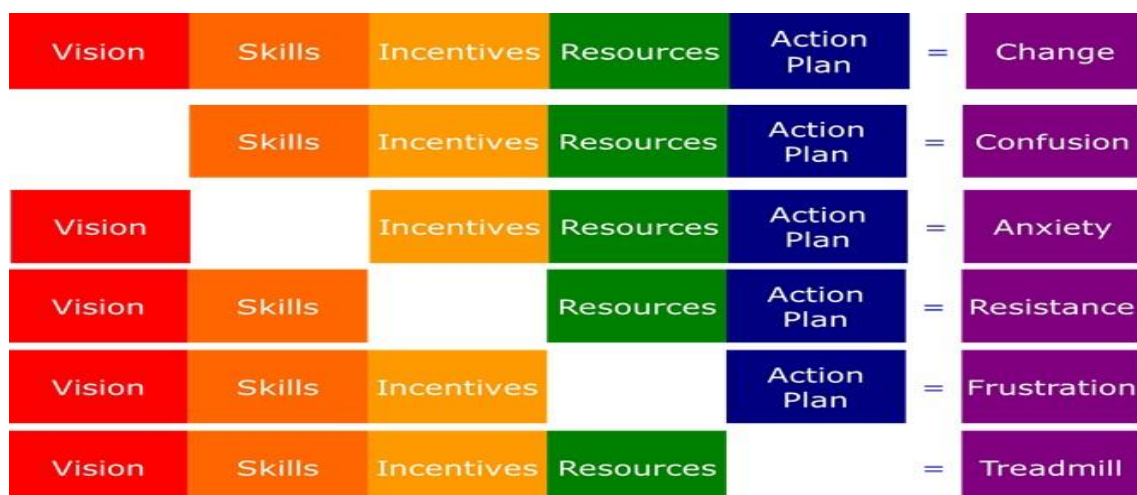 Vision Skills Incentives Resources Action Plan = Change
Skills Incentives Resources Action Plan = Confusion
Vision Incentives Resources Action Plan = Anxiety
Vision Skills Resources Action Plan = Resistance
Vision Skills Incentives Action Plan = Frustration
Vision Skills Incentives Resources = Treadmill